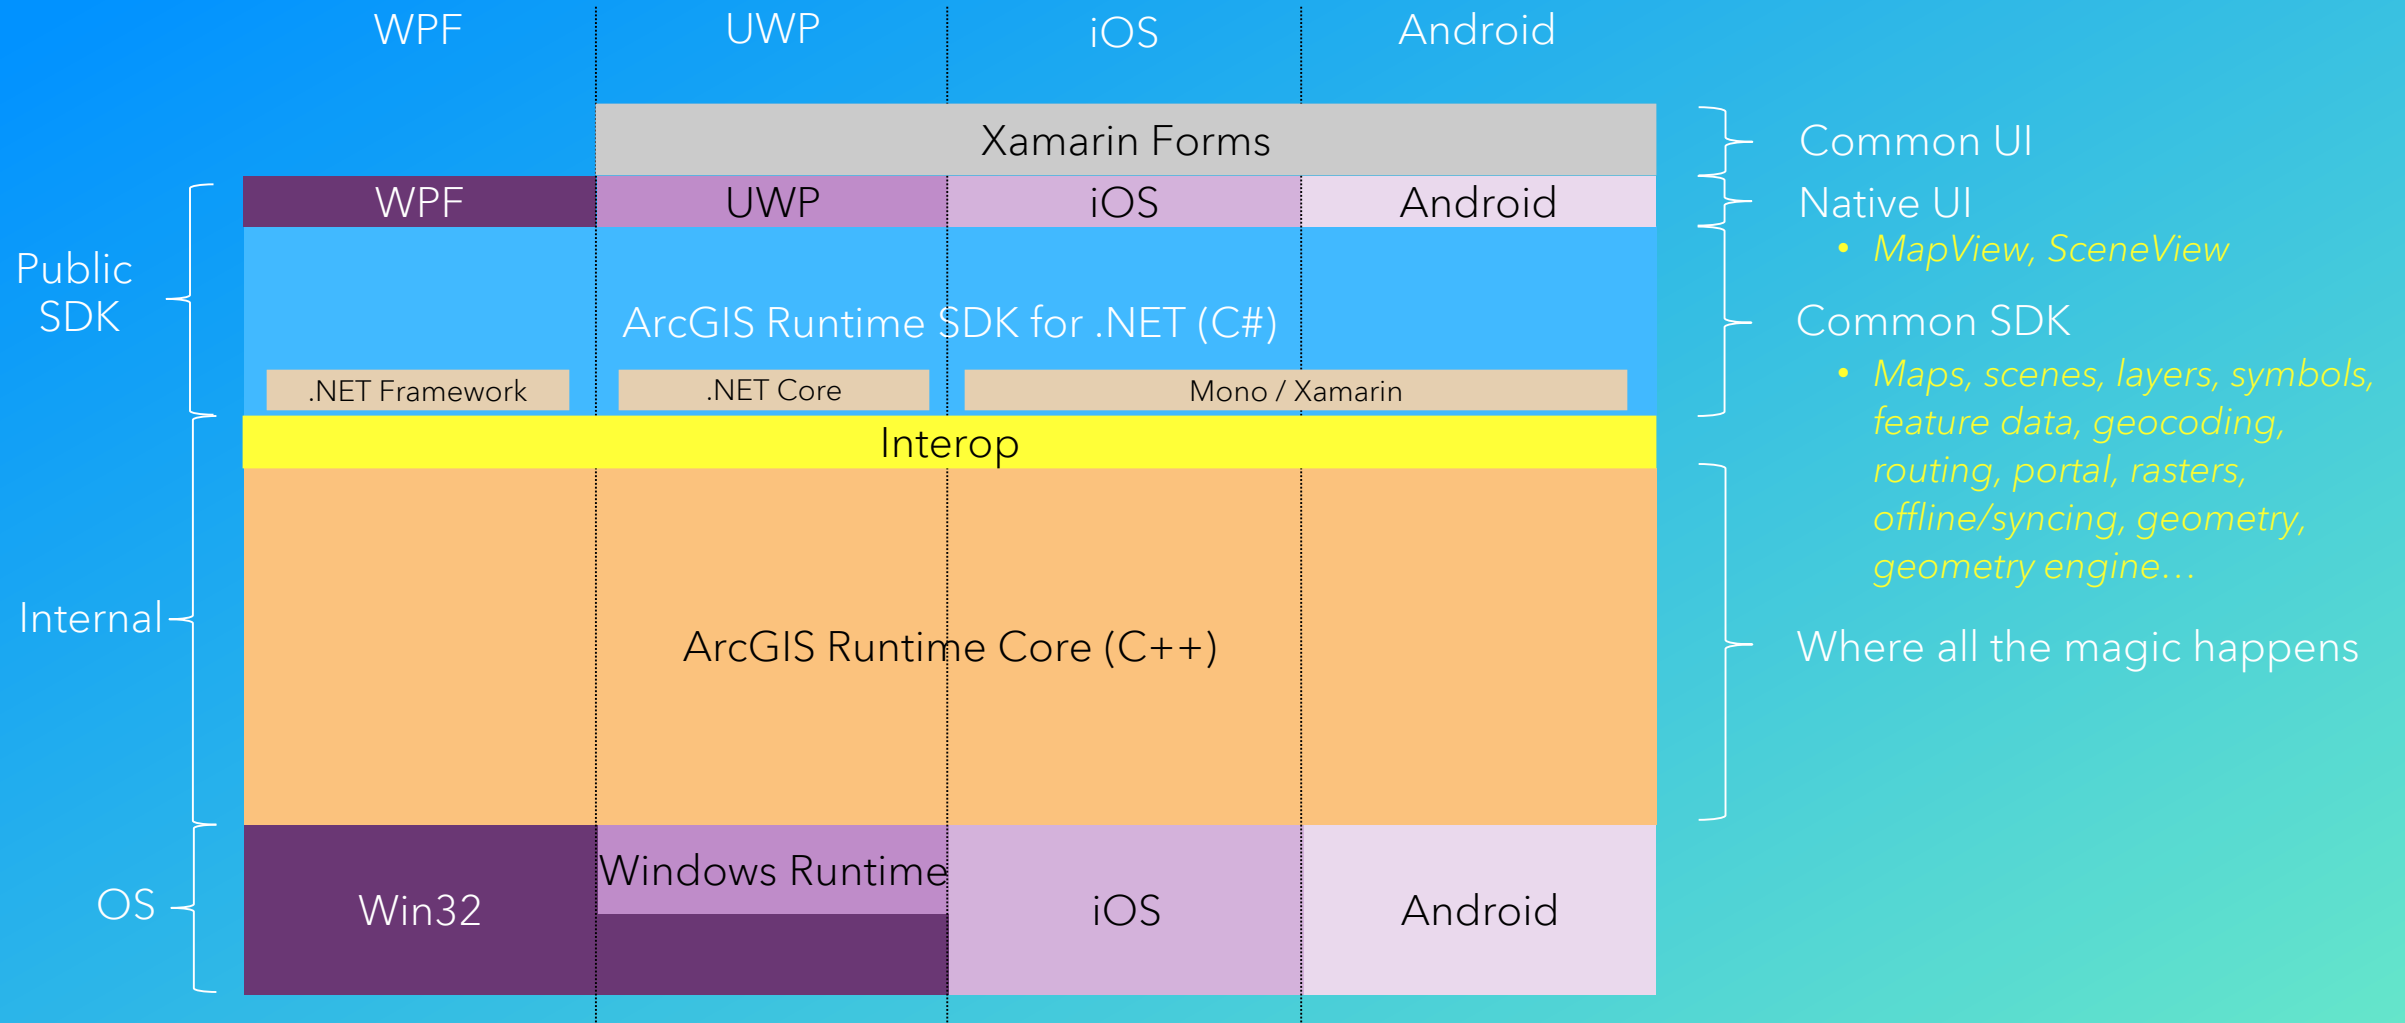 WPF
UWP
iOS
Android
Xamarin Forms
Common UI
WPF
UWP
iOS
Android
Native UI
• MapView, SceneView
Public
SDK
ArcGIS Runtime SDK for .NET (C#)
Common SDK
• Maps, scenes, layers, symbols,
feature data, geocoding,
routing, portal, rasters,
offline/syncing, geometry,
geometry engine...
.NET Framework
.NET Core
Mono / Xamarin
Interop
Internal
ArcGIS Runtime Core (C++)
Where all the magic happens
OS
Win32
Windows Runtime
iOS
Android